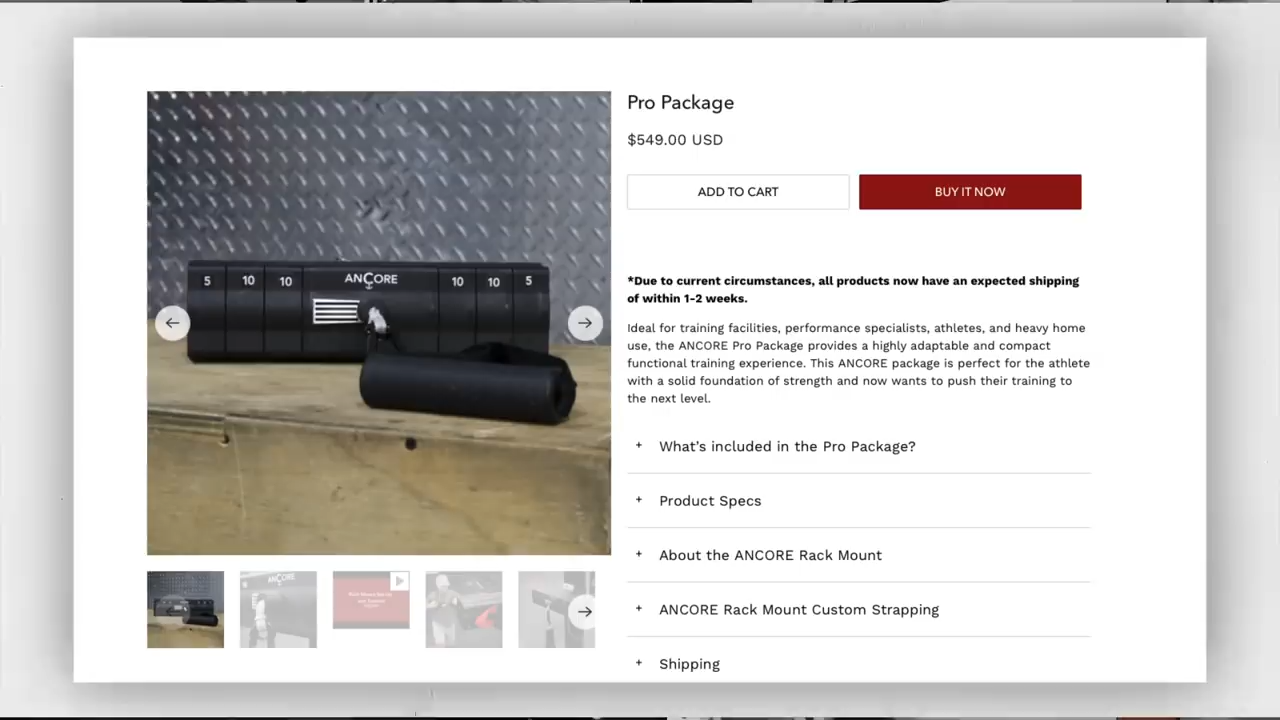 Pro Package
$549.00 USD
ADD TO CART
BUY IT NOW
*Due to current circumstances, all products now have an expected shipping
of within 1-2 weeks.
Ideal for training facilities, performance specialists, athletes, and heavy home
use, the ANCORE Pro Package provides a highly adaptable and compact
functional training experience. This ANCORE package is perfect for the athlete
with a solid foundation of strength and now wants to push their training to
the next level.
+ What's included in the Pro Package?
+ Product Specs
+ About the ANCORE Rack Mount
+ ANCORE Rack Mount Custom Strapping
+ Shipping
5 10 10 ANCORE 10 10 5
ANCORE